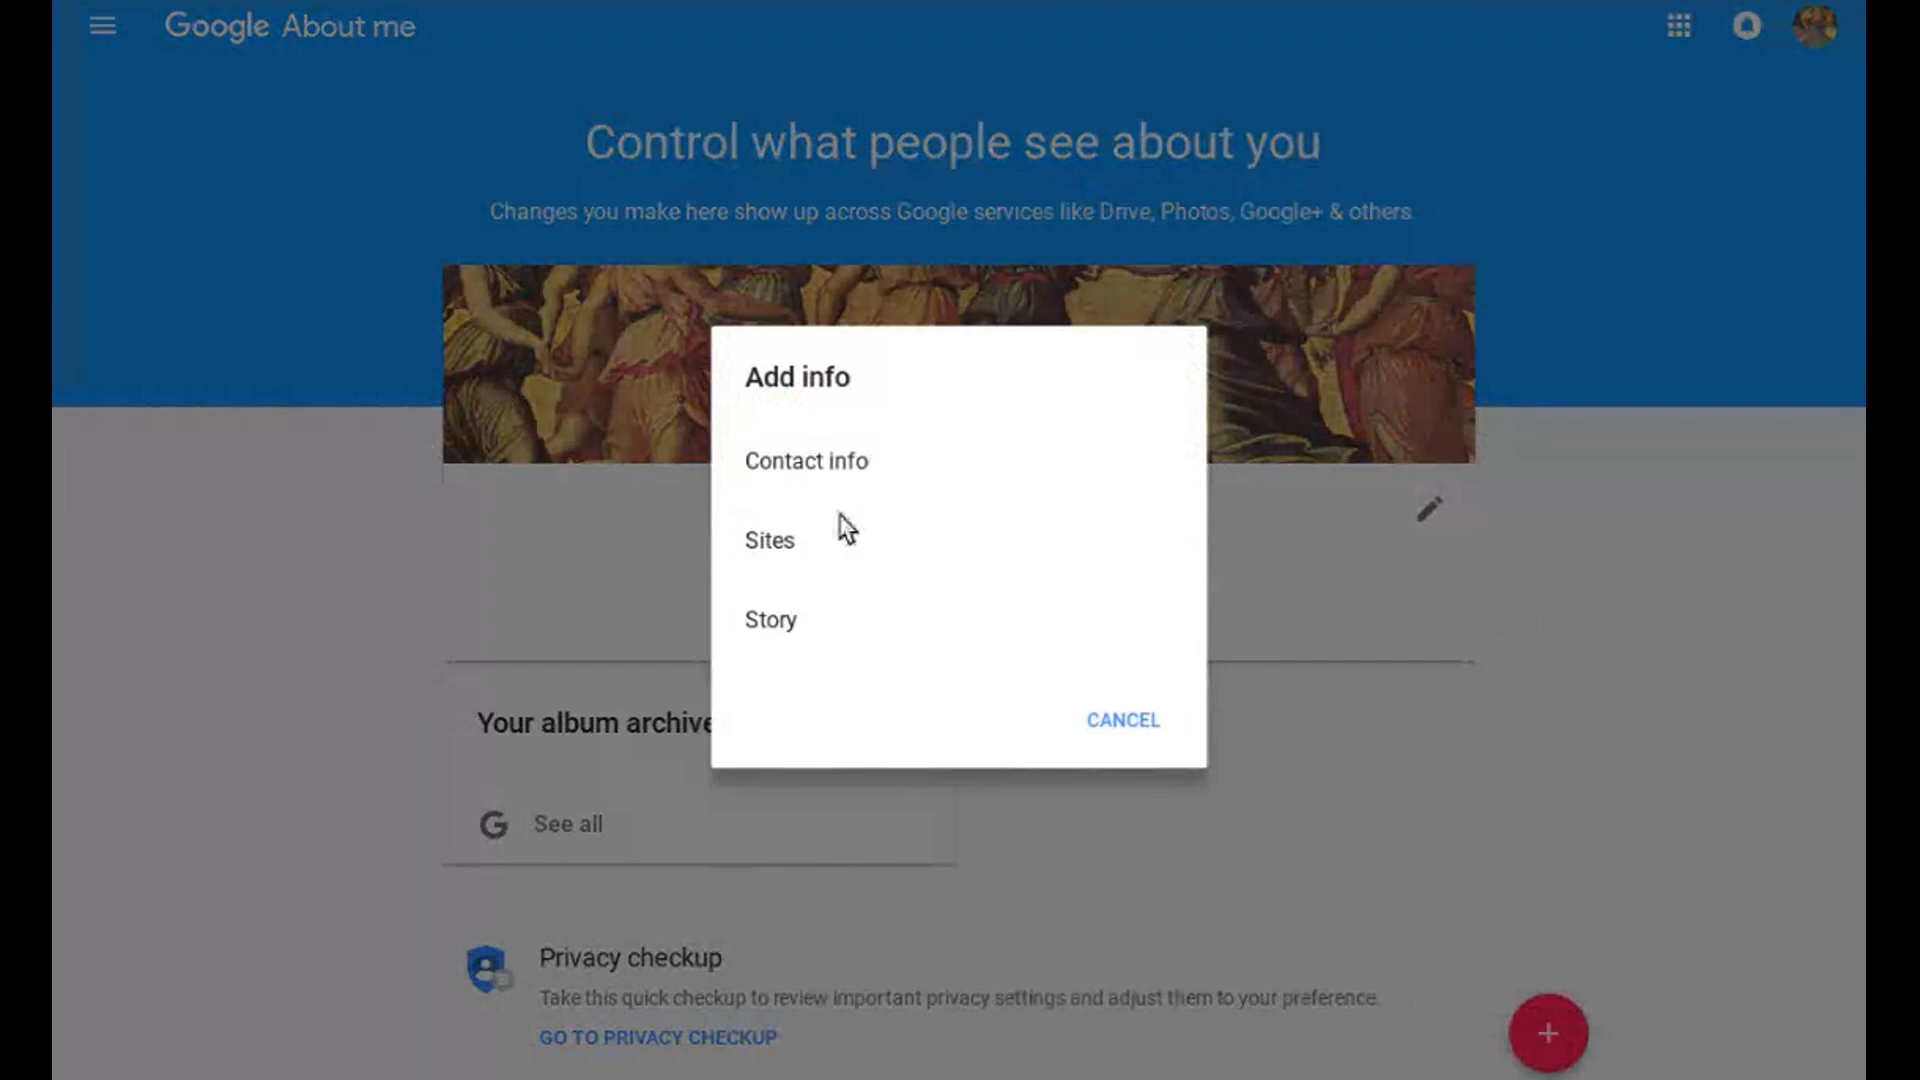 Google About me
Control what people see about you
Changes you make here show up across Google services like Drive, Photos, Google+ & others.
Add info
Contact info
Sites
Story
CANCEL
Your album archive
G See all
Privacy checkup
Take this quick checkup to review important privacy settings and adjust them to your preference.
GO TO PRIVACY CHECKUP